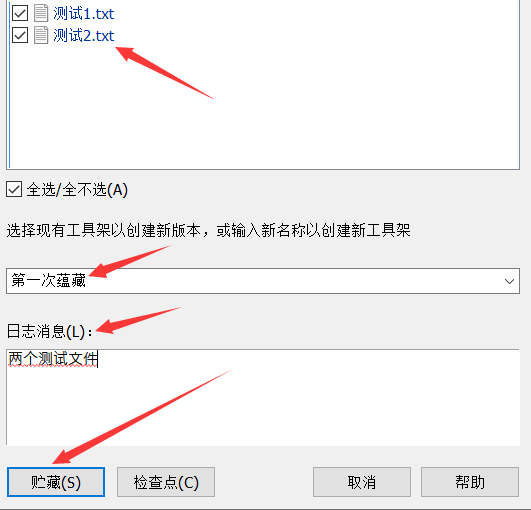 测试1.txt
测试2.txt
全选/全不选(A)
选择现有工具架以创建新版本，或输入新名称以创建新工具架
第一次蕴藏
日志消息(L)：
两个测试文件
贮藏(S) 检查点(C) 取消 帮助